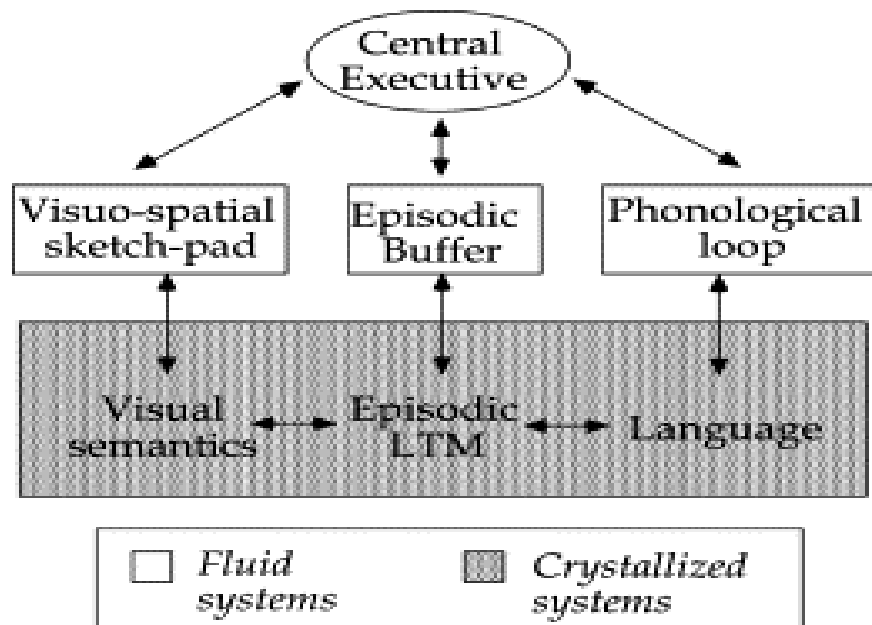 Central
Executive
Visuo-spatial
sketch-pad
Episodic
Buffer
Phonological
loop
Visual
semantics
Episodic
LTM
Language
Fluid
systems
Crystallized
systems